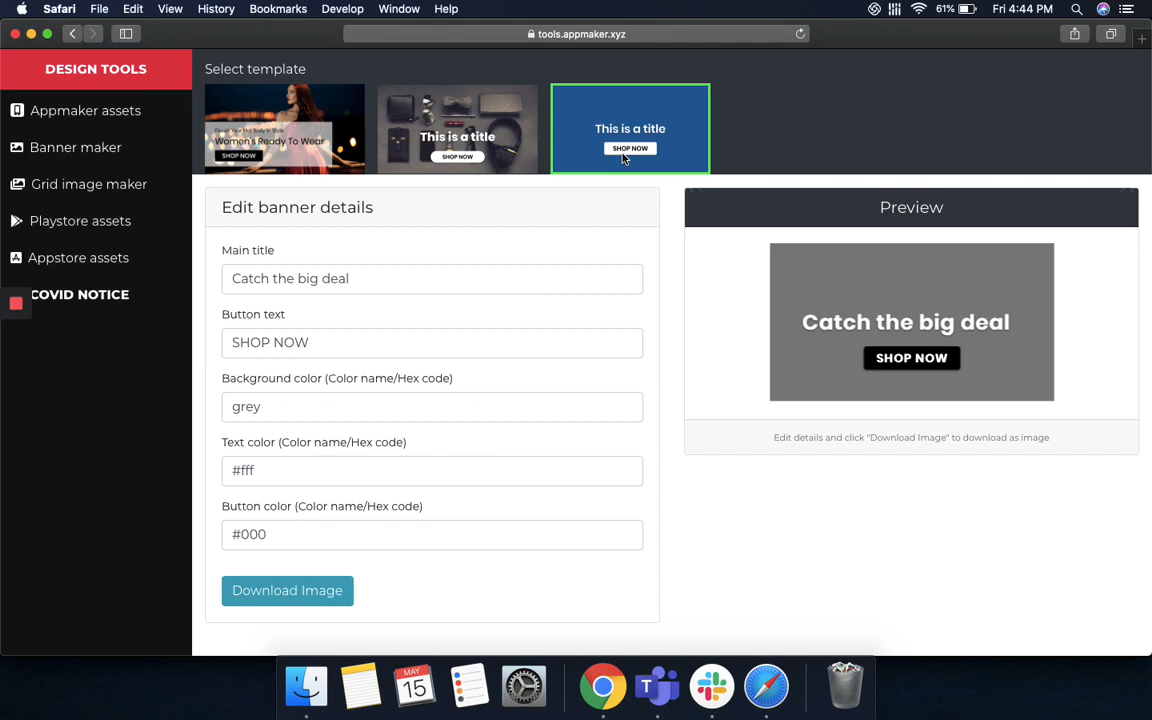 Safari File Edit View History Bookmarks Develop Window Help 61% Fri 4:44 PM
tools.appmaker.xyz
DESIGN TOOLS
Appmaker assets
Banner maker
Grid image maker
Playstore assets
Appstore assets
COVID NOTICE
Select template
Women's Ready To Wear
SHOP NOW
This is a title
SHOP NOW
This is a title
SHOP NOW
Edit banner details
Main title
Catch the big deal
Button text
SHOP NOW
Background color (Color name/Hex code)
grey
Text color (Color name/Hex code)
#fff
Button color (Color name/Hex code)
#000
Download Image
Preview
Catch the big deal
SHOP NOW
Edit details and click "Download Image" to download as image
MAY
15